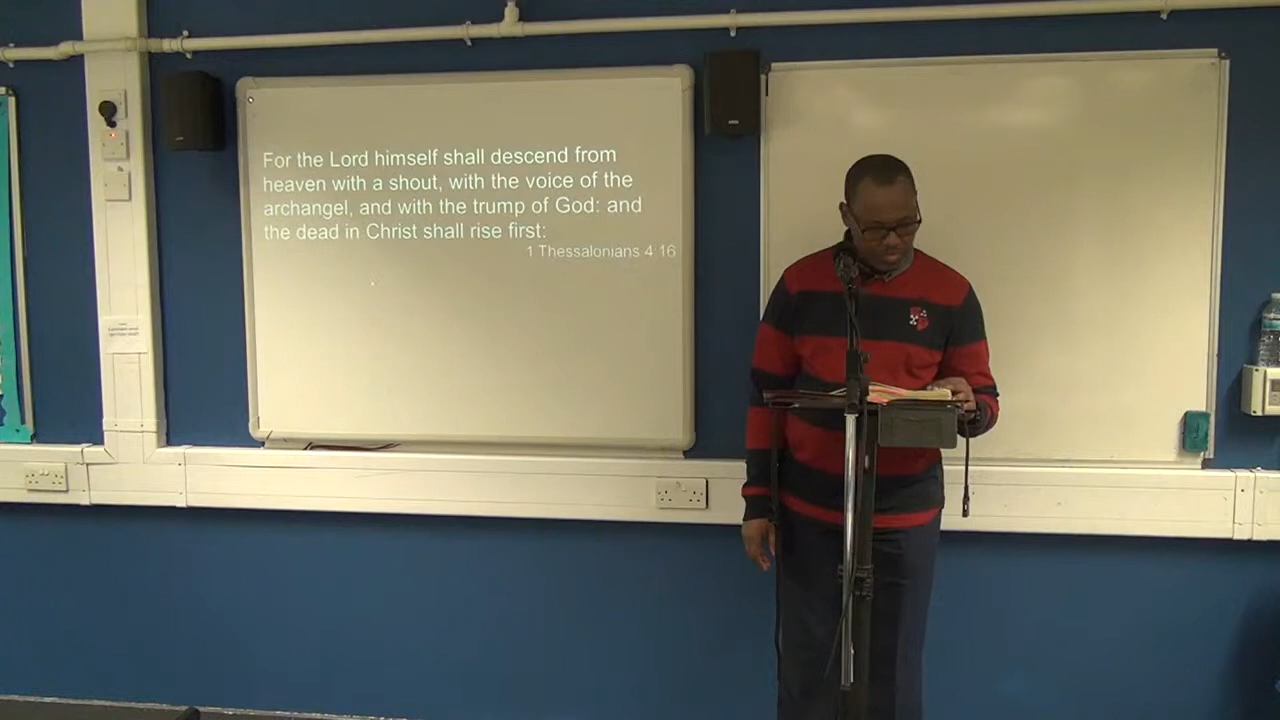 For the Lord himself shall descend from
heaven with a shout, with the voice of the
archangel, and with the trump of God: and
the dead in Christ shall rise first:
1 Thessalonians 4:16